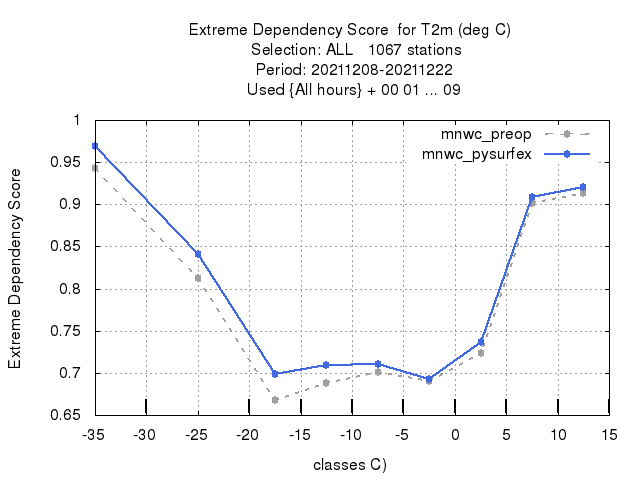 Extreme Dependency Score  for T2m (deg C)
Selection: ALL   1067 stations
Period: 20211208-20211222
Used {All hours} + 00 01 ... 09
mnwc_preop
mnwc_pysurfex
1
0.95
0.9
0.85
0.8
0.75
0.7
0.65
Extreme Dependency Score
-35 -30 -25 -20 -15 -10 -5 0 5 10 15
classes C)